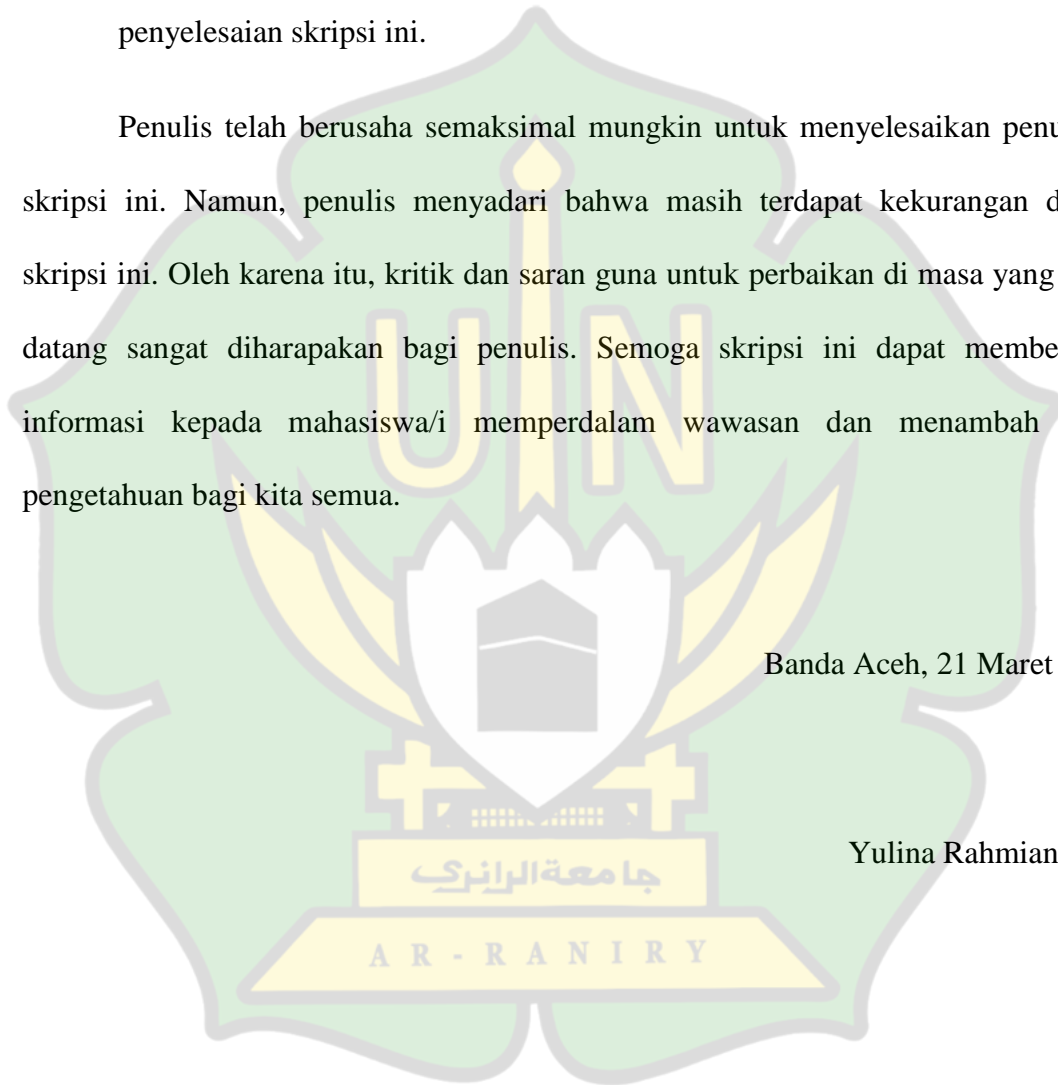 penyelesaian skripsi ini.
Penulis telah berusaha semaksimal mungkin untuk menyelesaikan penu
skripsi ini. Namun, penulis menyadari bahwa masih terdapat kekurangan d
skripsi ini. Oleh karena itu, kritik dan saran guna untuk perbaikan di masa yang
datang sangat diharapakan bagi penulis. Semoga skripsi ini dapat membe
informasi kepada mahasiswa/i memperdalam wawasan dan menambah
pengetahuan bagi kita semua.
UIN
Banda Aceh, 21 Maret
Yulina Rahmian
جامعة الرانري
AR-RANIRY